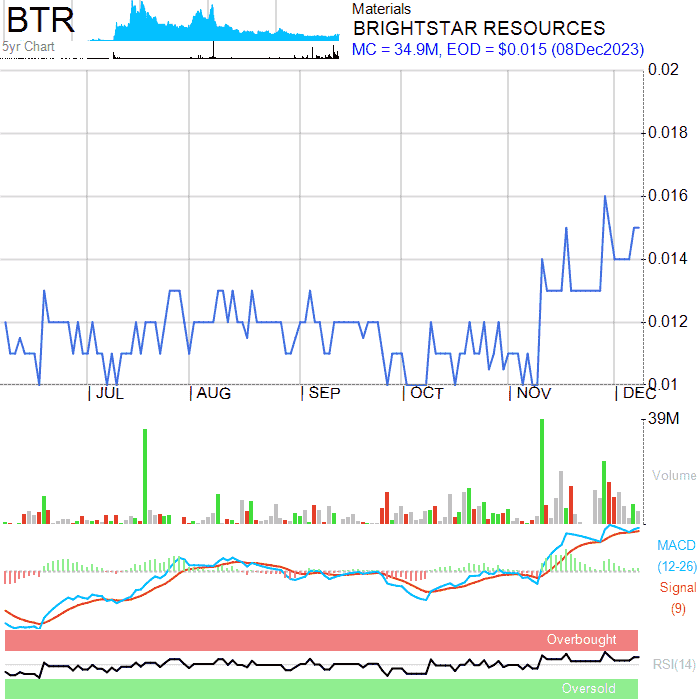 BTR
5yr Chart
Materials
BRIGHTSTAR RESOURCES
MC = 34.9M, EOD = $0.015 (08Dec2023)
0.02
0.018
0.016
0.014
0.012
0.01
JUL AUG SEP OCT NOV DEC
39M
Volume
MACD
(12-26)
Signal
(9)
Overbought
RSI(14)
Oversold